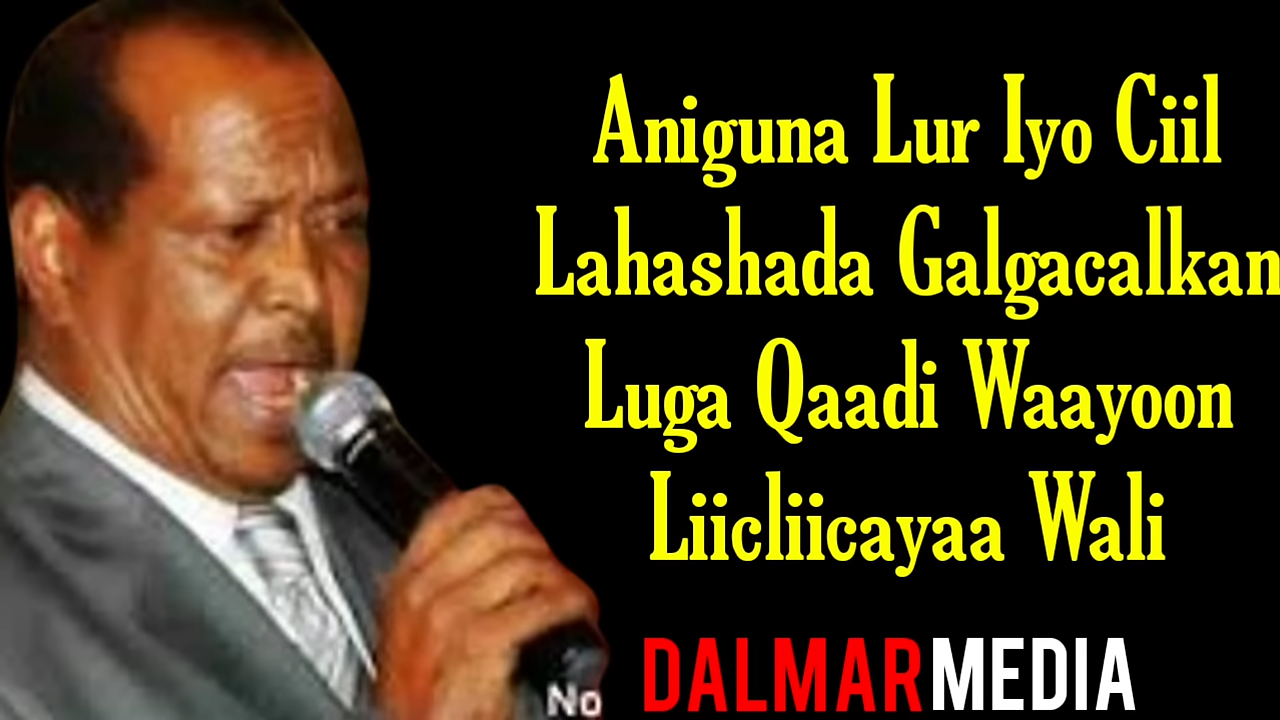 Aniguna Lur Iyo Ciil
Lahashada Galgacalkan
Luga Qaadi Waayoon
Liicliicayaa Wali
DALMARMEDIA
No